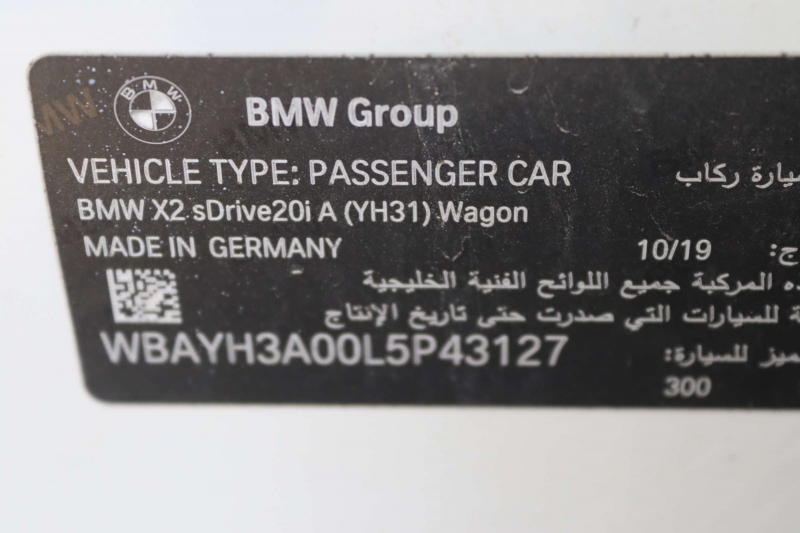 BMW
BMW Group
VEHICLE TYPE: PASSENGER CAR
ركاب
BMW X2 sDrive20i A (YH31) Wagon
MADE IN GERMANY
10/19
المركبة جميع اللوائح الفنية الخليجية
للسيارات التي صدرت حتى تاريخ الإنتاج
WBAYH3A00L5P43127
للسيارة:
300